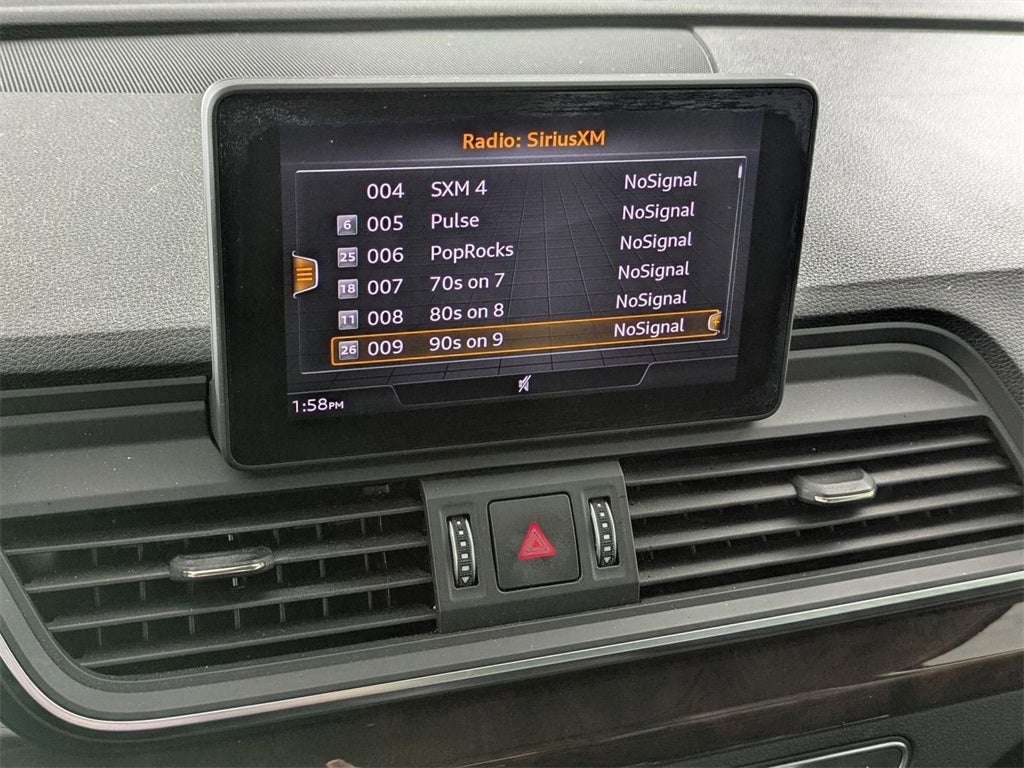 Radio: SiriusXM
004 SXM 4 NoSignal
6 005 Pulse NoSignal
25 006 PopRocks NoSignal
18 007 70s on 7 NoSignal
11 008 80s on 8 NoSignal
26 009 90s on 9 NoSignal
1:58PM